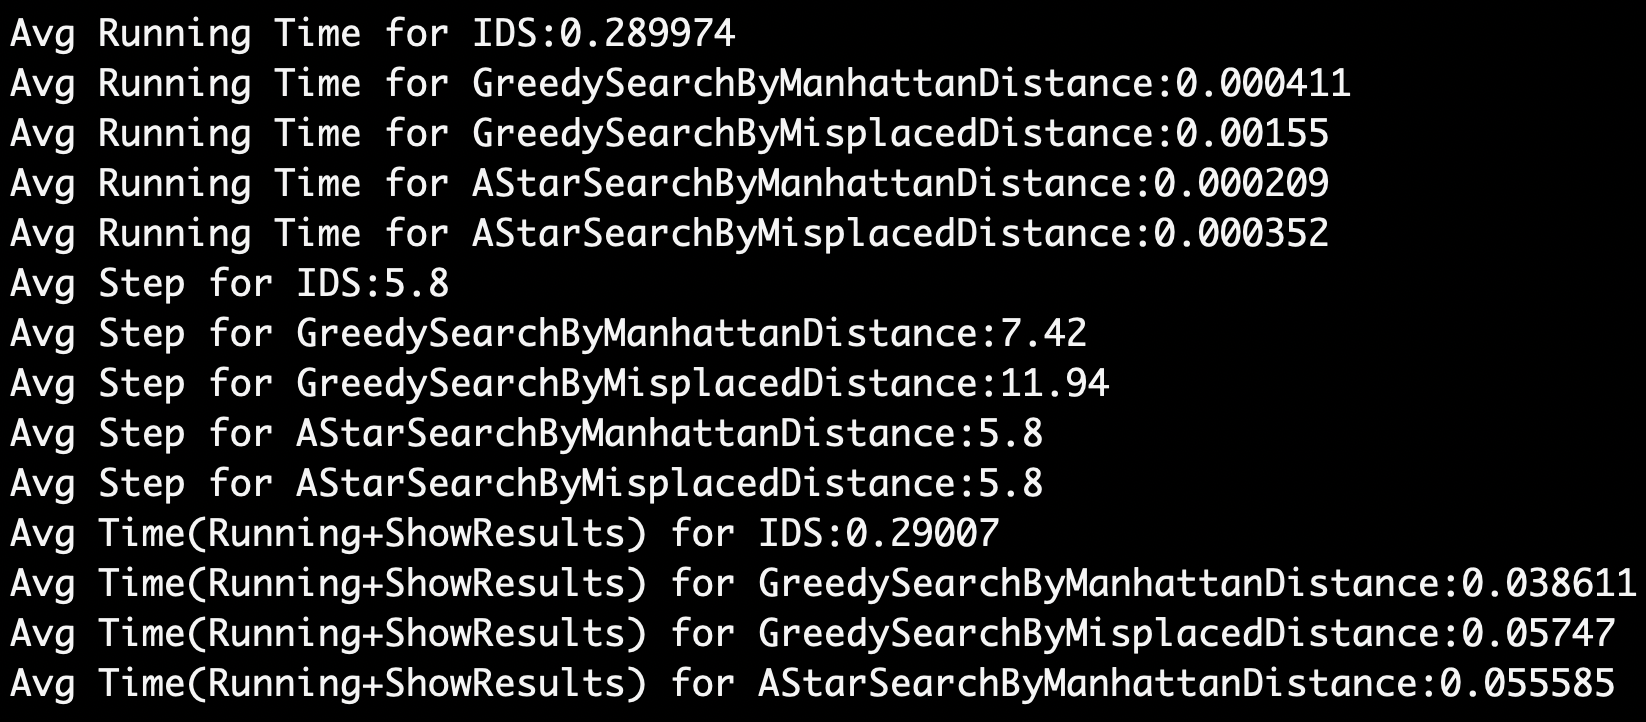 Avg Running Time for IDS:0.289974
Avg Running Time for GreedySearchByManhattanDistance:0.000411
Avg Running Time for GreedySearchByMisplacedDistance:0.00155
Avg Running Time for AStarSearchByManhattanDistance:0.000209
Avg Running Time for AStarSearchByMisplacedDistance:0.000352
Avg Step for IDS:5.8
Avg Step for GreedySearchByManhattanDistance:7.42
Avg Step for GreedySearchByMisplacedDistance:11.94
Avg Step for AStarSearchByManhattanDistance:5.8
Avg Step for AStarSearchByMisplacedDistance:5.8
Avg Time(Running+ShowResults) for IDS:0.29007
Avg Time(Running+ShowResults) for GreedySearchByManhattanDistance:0.038611
Avg Time(Running+ShowResults) for GreedySearchByMisplacedDistance:0.05747
Avg Time(Running+ShowResults) for AStarSearchByManhattanDistance:0.055585